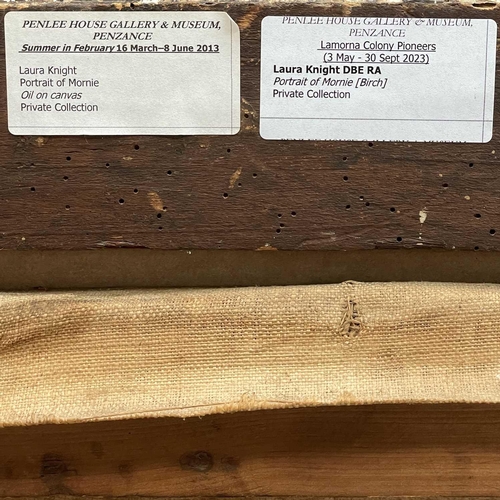 PENLEE HOUSE GALLERY & MUSEUM,
PENZANCE
Summer in February 16 March–8 June 2013
Laura Knight
Portrait of Mornie
Oil on canvas
Private Collection
PENLEE HOUSE GALLERY & MUSEUM,
PENZANCE
Lamorna Colony Pioneers
(3 May - 30 Sept 2023)
Laura Knight DBE RA
Portrait of Mornie [Birch]
Private Collection